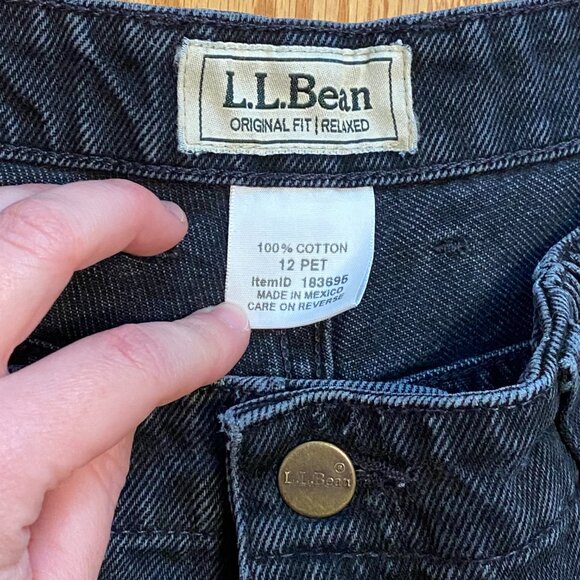 L.L.Bean
ORIGINAL FIT | RELAXED
100% COTTON
12 PET
ItemID 183695
MADE IN MEXICO
CARE ON REVERSE
L.L.Bean ®